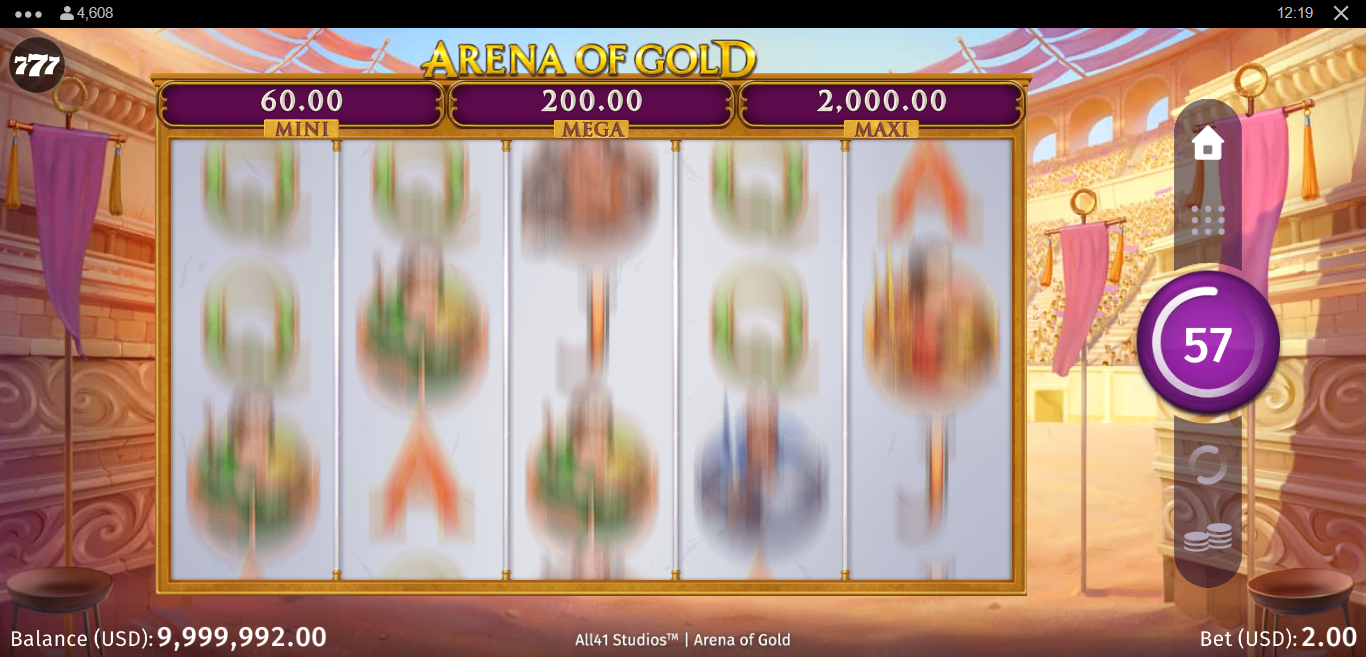 4,608
12:19
777
ARENA OF GOLD
60.00
200.00
2,000.00
MINI
MEGA
MAXI
57
Balance (USD): 9,999,992.00
All41 Studios™ | Arena of Gold
Bet (USD): 2.00